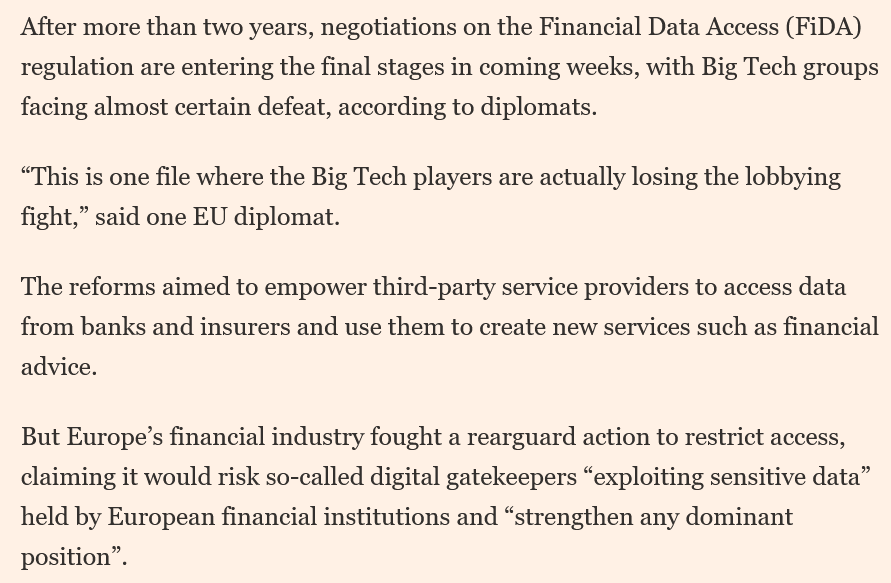 After more than two years, negotiations on the Financial Data Access (FiDA)
regulation are entering the final stages in coming weeks, with Big Tech groups
facing almost certain defeat, according to diplomats.
“This is one file where the Big Tech players are actually losing the lobbying
fight,” said one EU diplomat.
The reforms aimed to empower third-party service providers to access data
from banks and insurers and use them to create new services such as financial
advice.
But Europe’s financial industry fought a rearguard action to restrict access,
claiming it would risk so-called digital gatekeepers “exploiting sensitive data”
held by European financial institutions and “strengthen any dominant
position”.